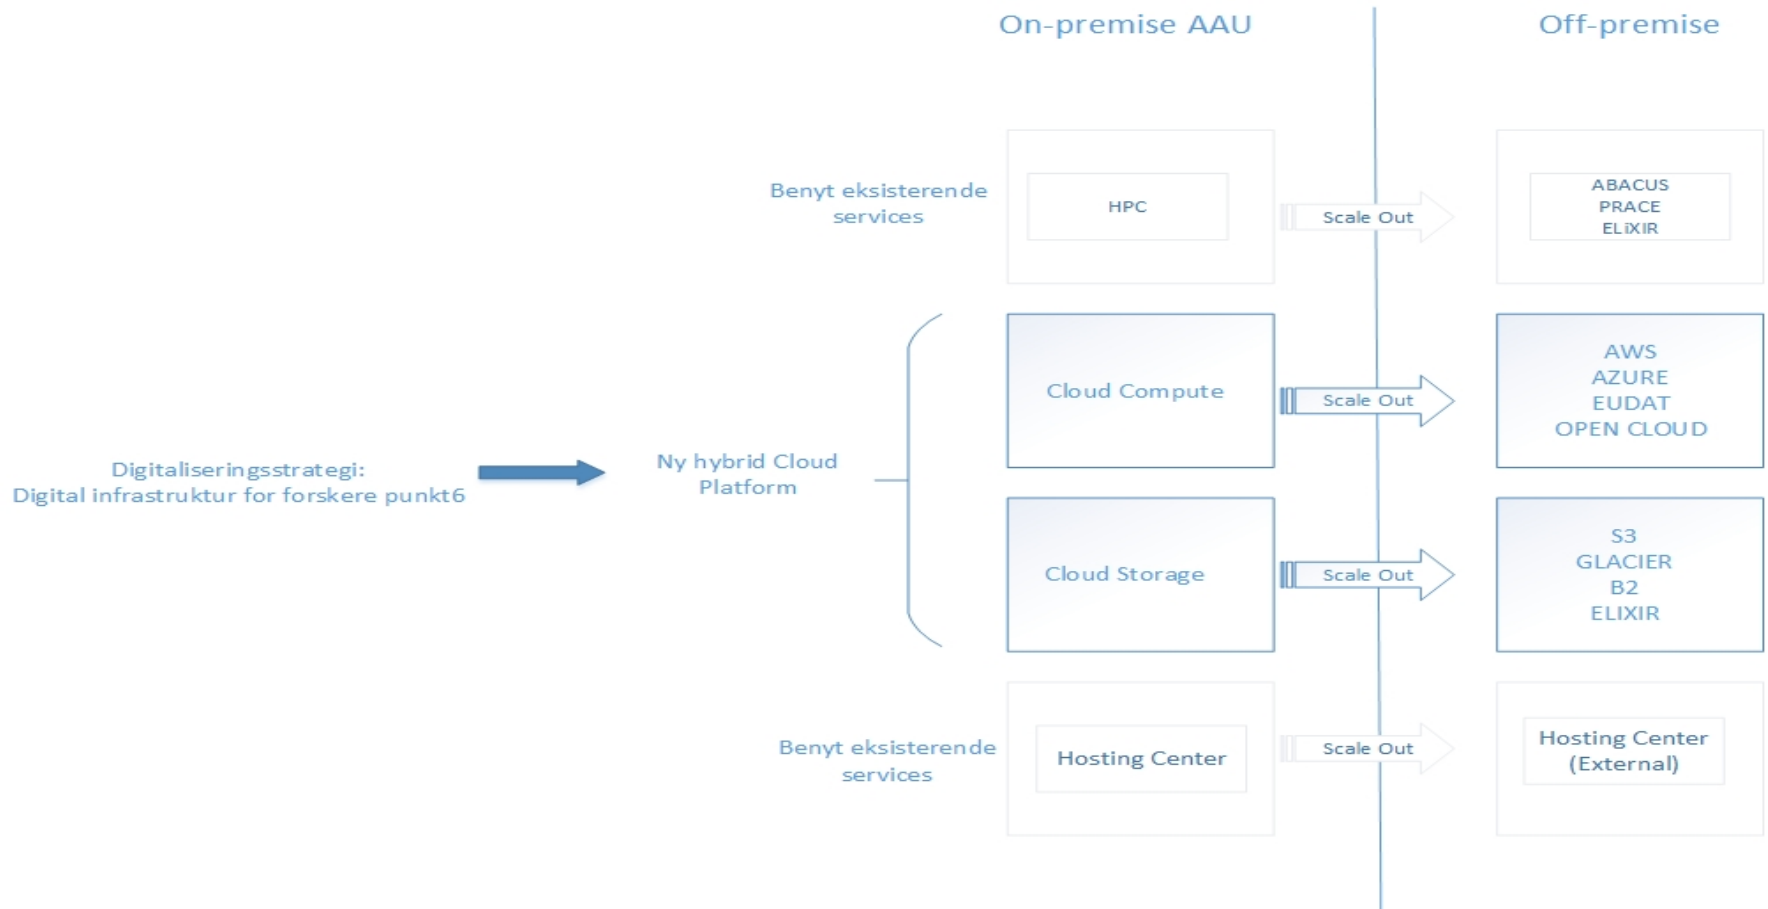 On-premise AAU
Off-premise
Benyt eksisterende
services
HPC
Scale Out
ABACUS
PRACE
ELiXIR
Cloud Compute
Scale Out
AWS
AZURE
EUDAT
OPEN CLOUD
Digitaliseringsstrategi:
Digital infrastruktur for forskere punkt6
Ny hybrid Cloud
Platform
Cloud Storage
Scale Out
S3
GLACIER
B2
ELIXIR
Benyt eksisterende
services
Hosting Center
Scale Out
Hosting Center
(External)